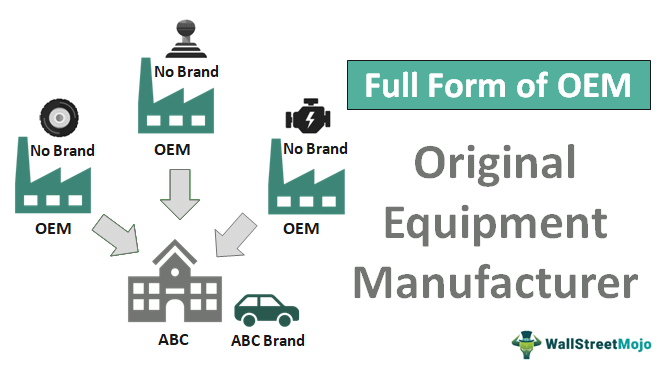 No Brand
OEM
No Brand
OEM
No Brand
OEM
ABC
ABC Brand
Full Form of OEM
Original
Equipment
Manufacturer
WallStreetMojo